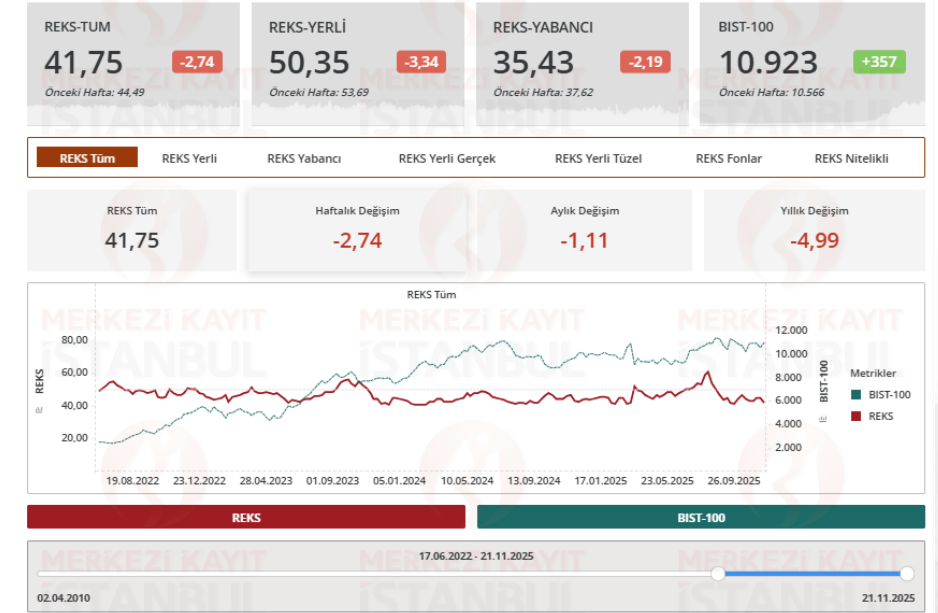 REKS-TUM
41,75 -2,74
Önceki Hafta: 44,49
REKS-YERLİ
50,35 -3,34
Önceki Hafta: 53,69
REKS-YABANCI
35,43 -2,19
Önceki Hafta: 37,62
BIST-100
10.923 +357
Önceki Hafta: 10.566
REKS Tüm REKS Yerli REKS Yabancı REKS Yerli Gerçek REKS Yerli Tüzel REKS Fonlar REKS Nitelikli
REKS Tüm
41,75
Haftalık Değişim
-2,74
Aylık Değişim
-1,11
Yıllık Değişim
-4,99
REKS Tüm
80,00
60,00
40,00
20,00
REKS
12.000
10.000
8.000
6.000
4.000
2.000
BIST-100
Metrikler
BIST-100
REKS
19.08.2022 23.12.2022 28.04.2023 01.09.2023 05.01.2024 10.05.2024 13.09.2024 17.01.2025 23.05.2025 26.09.2025
REKS BIST-100
17.06.2022 - 21.11.2025
02.04.2010 21.11.2025
MERKEZİ KAYIT
İSTANBUL